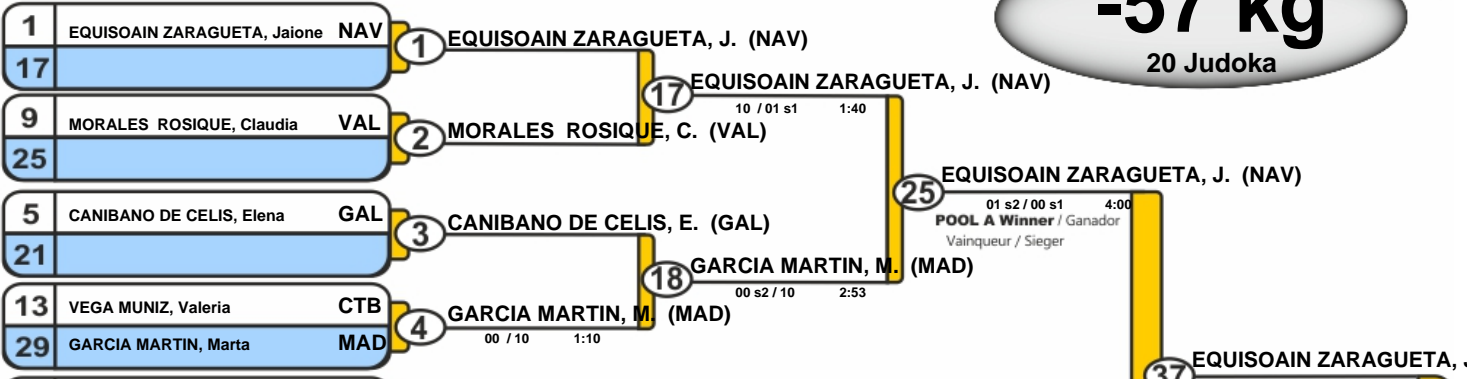 -57 kg
20 Judoka
1 EQUISOAIN ZARAGUETA, Jaione NAV
17
1 EQUISOAIN ZARAGUETA, J. (NAV)
9 MORALES ROSIQUE, Claudia VAL
25
2 MORALES ROSIQUE, C. (VAL)
17 EQUISOAIN ZARAGUETA, J. (NAV)
10 / 01 s1 1:40
5 CANIBANO DE CELIS, Elena GAL
21
3 CANIBANO DE CELIS, E. (GAL)
13 VEGA MUNIZ, Valeria CTB
29 GARCIA MARTIN, Marta MAD
4 GARCIA MARTIN, M. (MAD)
00 / 10 1:10
18 GARCIA MARTIN, M. (MAD)
00 s2 / 10 2:53
25 EQUISOAIN ZARAGUETA, J. (NAV)
01 s2 / 00 s1 4:00
POOL A Winner / Ganador
Vainqueur / Sieger
37 EQUISOAIN ZARAGUETA,